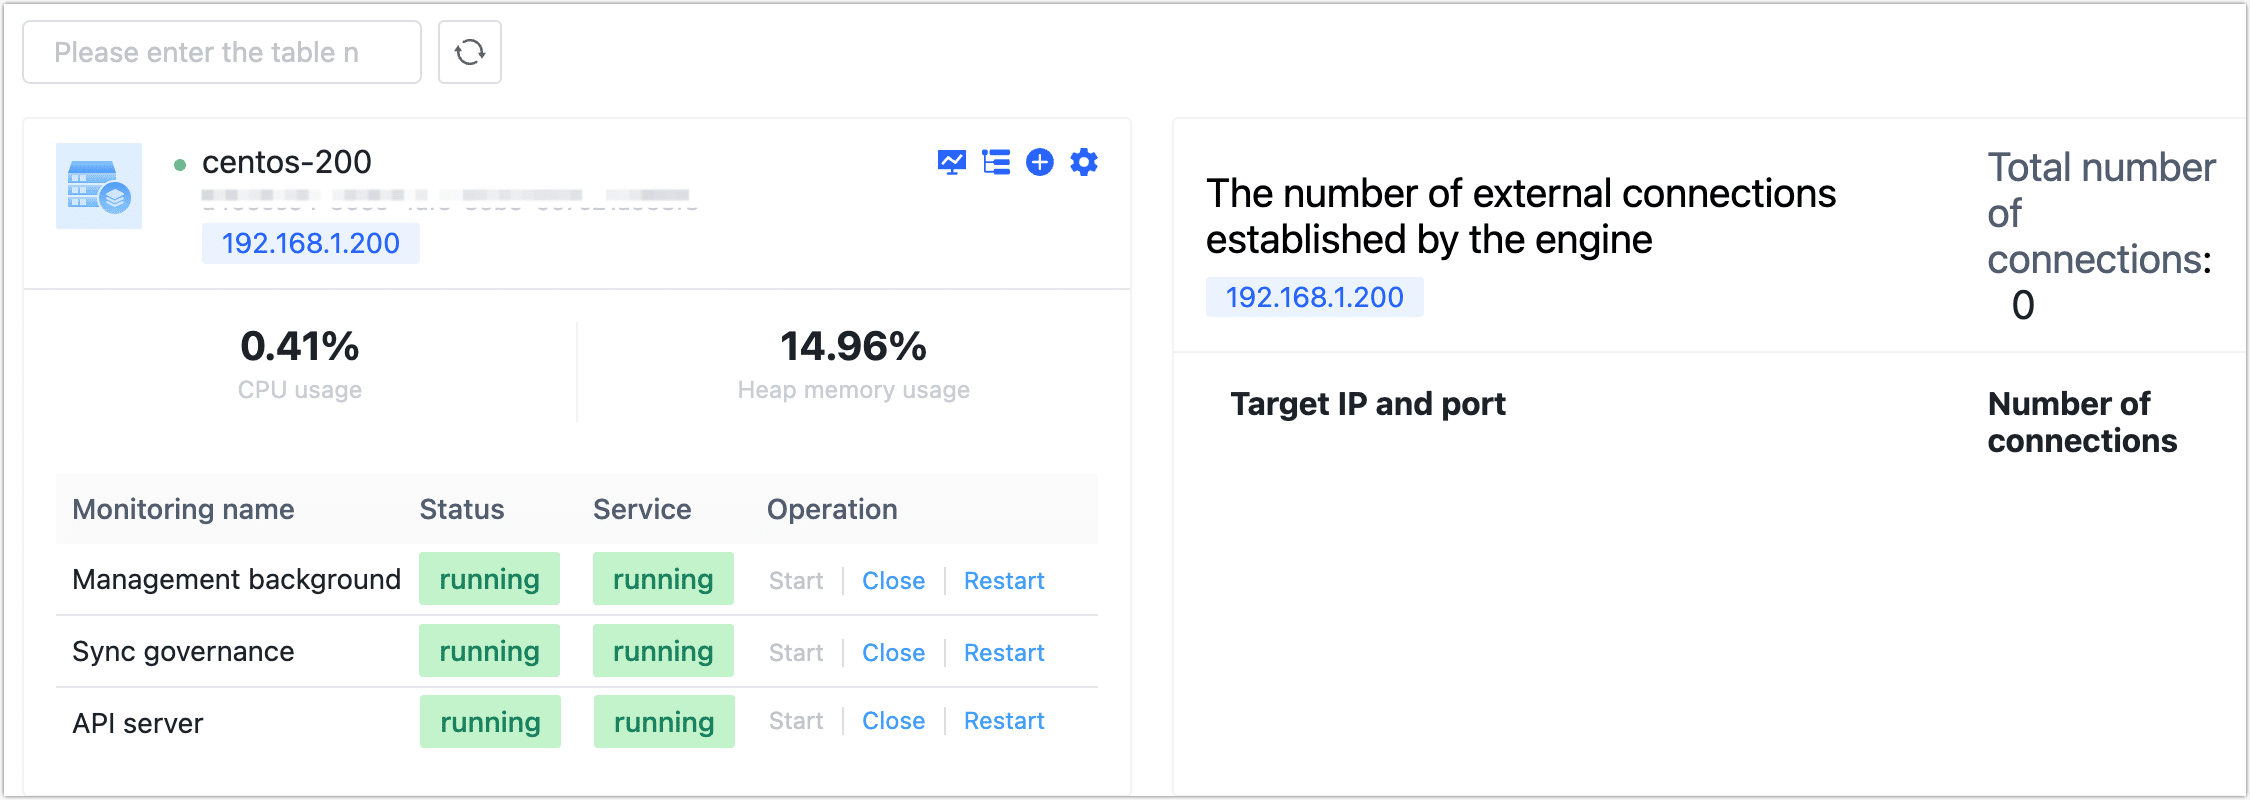 Please enter the table n
centos-200
192.168.1.200
0.41%
CPU usage
14.96%
Heap memory usage
Monitoring name Status Service Operation
Management background running running Start Close Restart
Sync governance running running Start Close Restart
API server running running Start Close Restart
The number of external connections
established by the engine
192.168.1.200
Total number
of
connections:
0
Target IP and port
Number of
connections